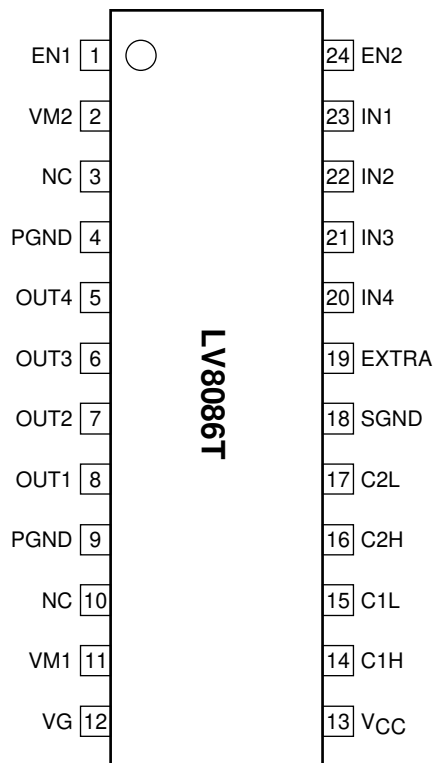 EN1 1 24 EN2
VM2 2 23 IN1
NC 3 22 IN2
PGND 4 21 IN3
OUT4 5 20 IN4
OUT3 6 19 EXTRA
OUT2 7 18 SGND
OUT1 8 17 C2L
PGND 9 16 C2H
NC 10 15 C1L
VM1 11 14 C1H
VG 12 13 VCC
LV8086T